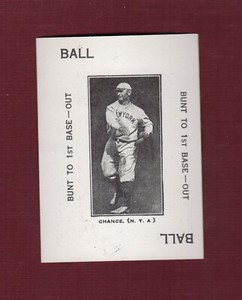 BALL
BUNT TO 1ST BASE—OUT
NEW YORK
BUNT TO 1ST BASE—OUT
CHANCE, (N. Y. A.)
BALL